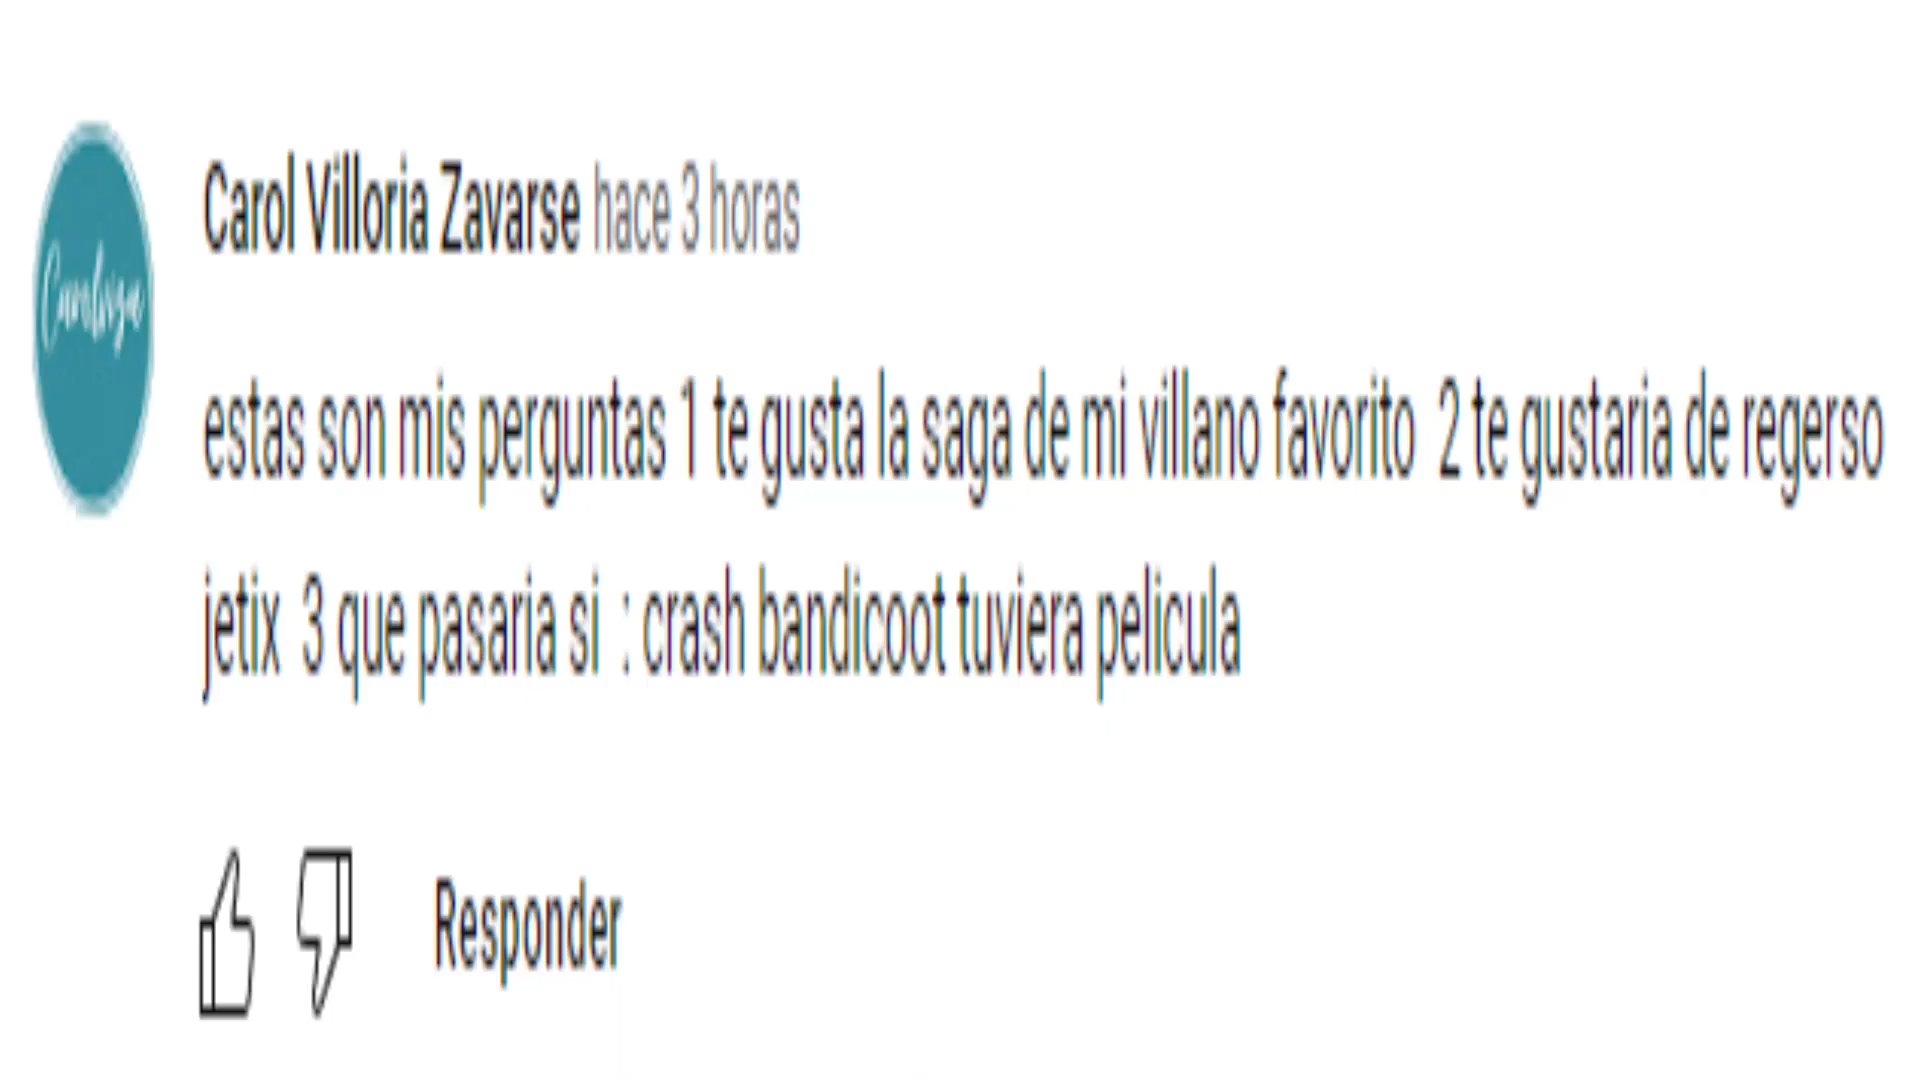 Carol Villoria Zavarse hace 3 horas
estas son mis perguntas 1 te gusta la saga de mi villano favorito 2 te gustaria de regerso
jetix 3 que pasaria si : crash bandicoot tuviera pelicula
Responder